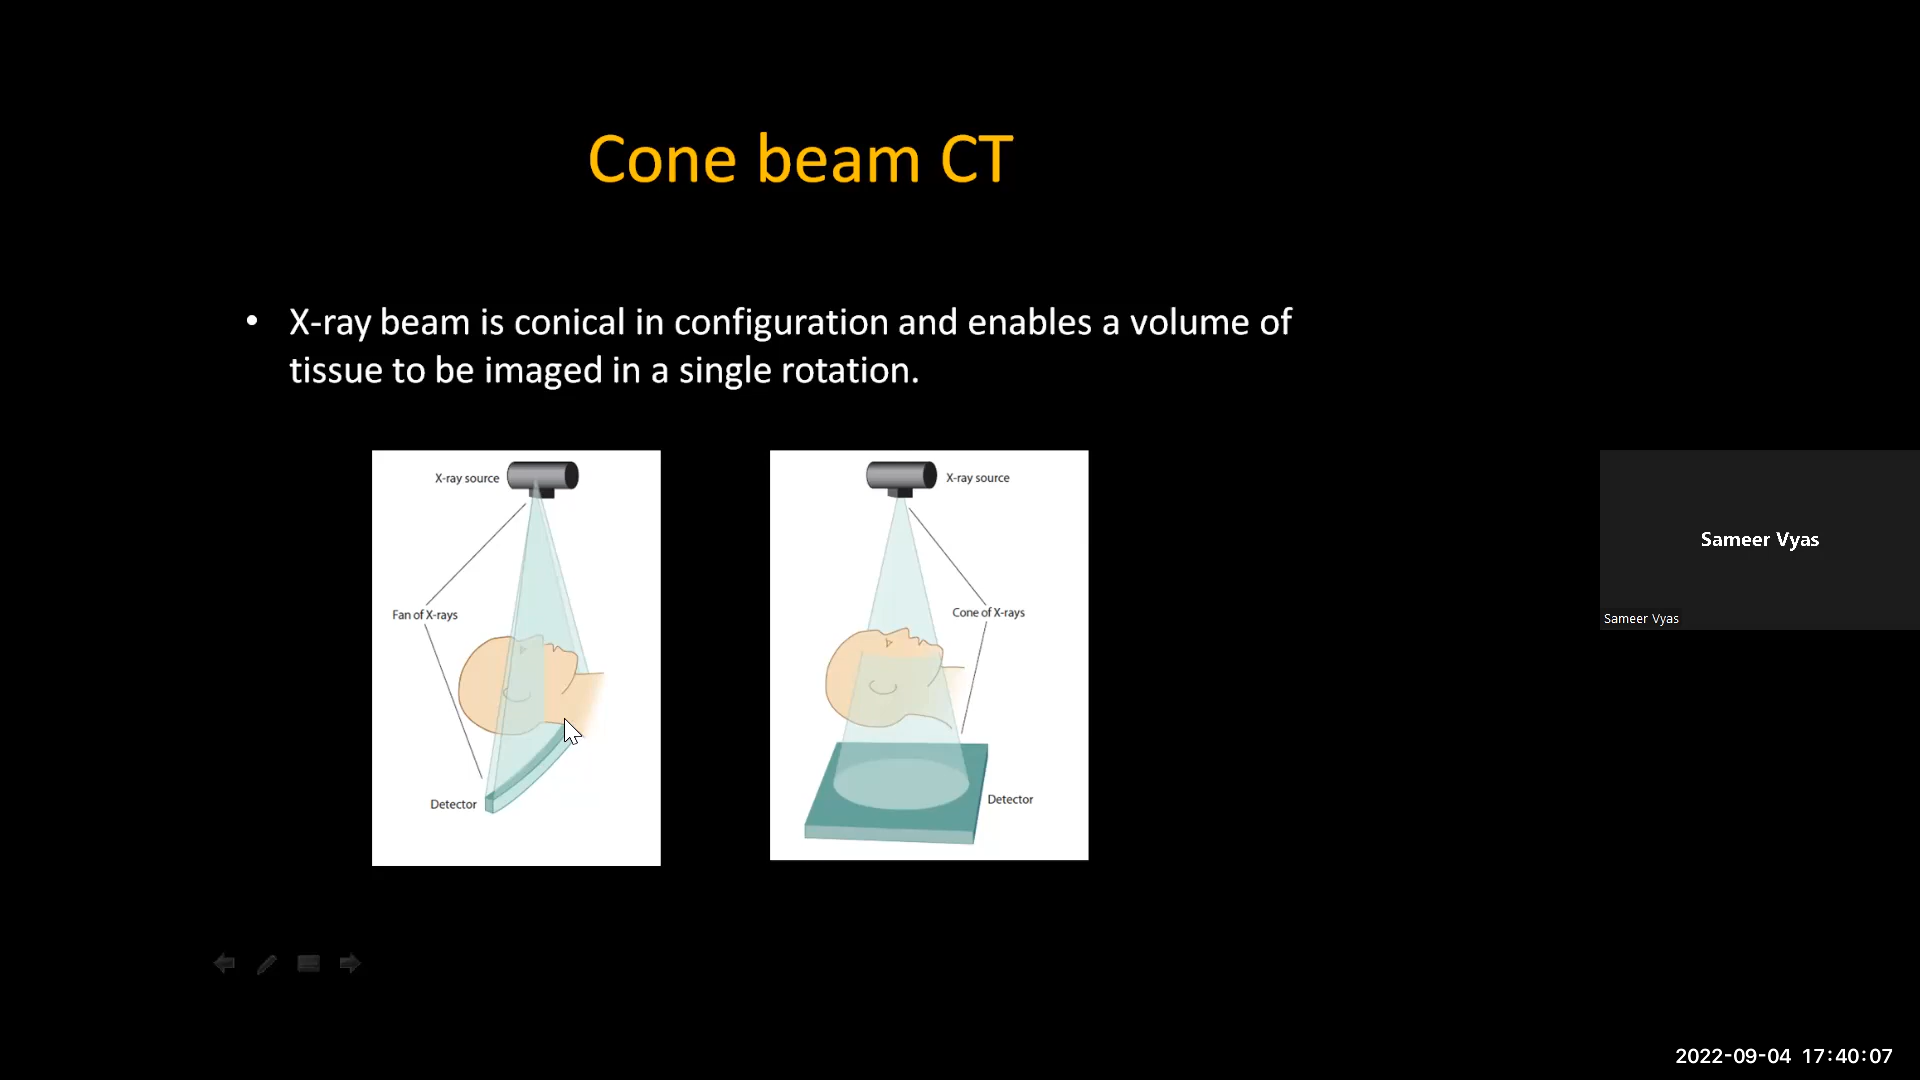 Cone beam CT
• X-ray beam is conical in configuration and enables a volume of
tissue to be imaged in a single rotation.
X-ray source
Fan of X-rays
Detector
X-ray source
Cone of X-rays
Detector
Sameer Vyas
Sameer Vyas
2022-09-04 17:40:07